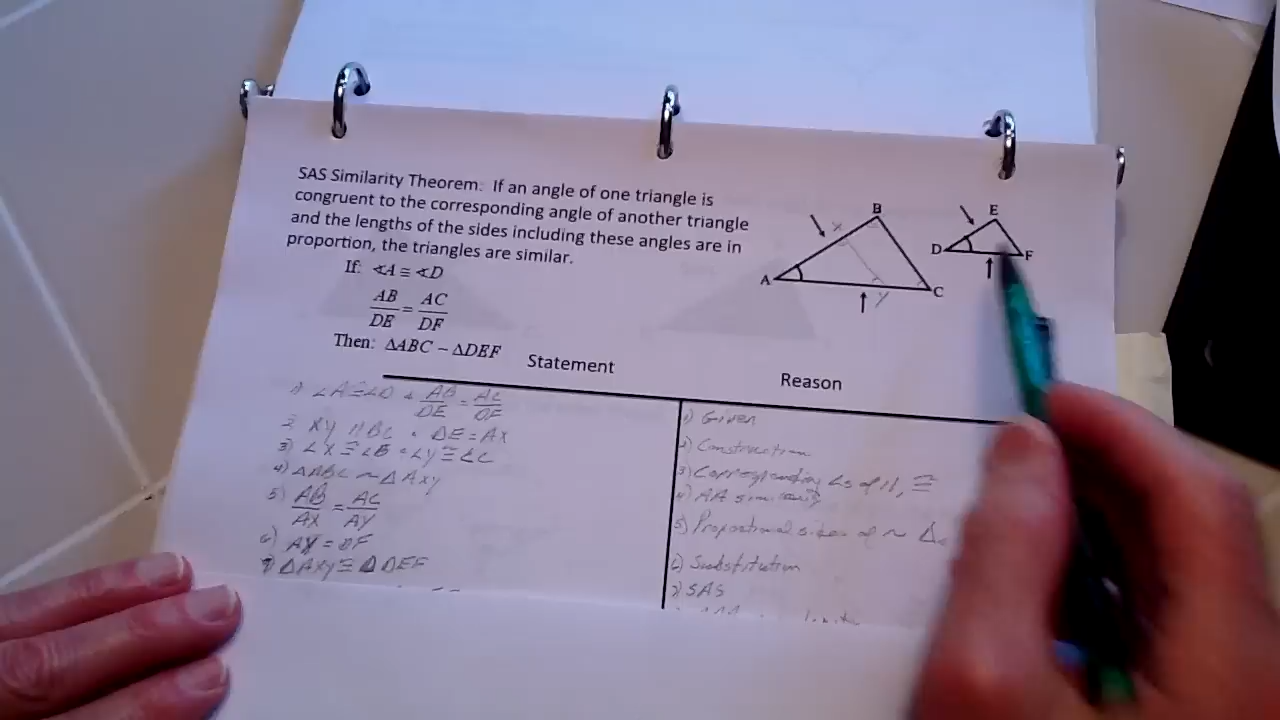 SAS Similarity Theorem: If an angle of one triangle is
congruent to the corresponding angle of another triangle
and the lengths of the sides including these angles are in
proportion, the triangles are similar.
If: ∢A ≅ ∢D
AB/DE = AC/DF
Then: ΔABC ~ ΔDEF
B
X
A
Y
C
E
D
F
Statement
Reason
1) ∠A ≅ ∠D & AB/DE = AC/DF
2 XY // BC • DE = AX
3) ∠X ≅ ∠B • ∠Y ≅ ∠C
4) ΔABC ~ ΔAXY
5) AB/AX = AC/AY
6) AY = DF
7) ΔAXY ≅ ΔDEF
1) Given
2) Construction
3) Corresponding ∠s of //, ≅
4) AA similarity
5) Proportional sides of ~ Δs
6) Substitution
7) SAS